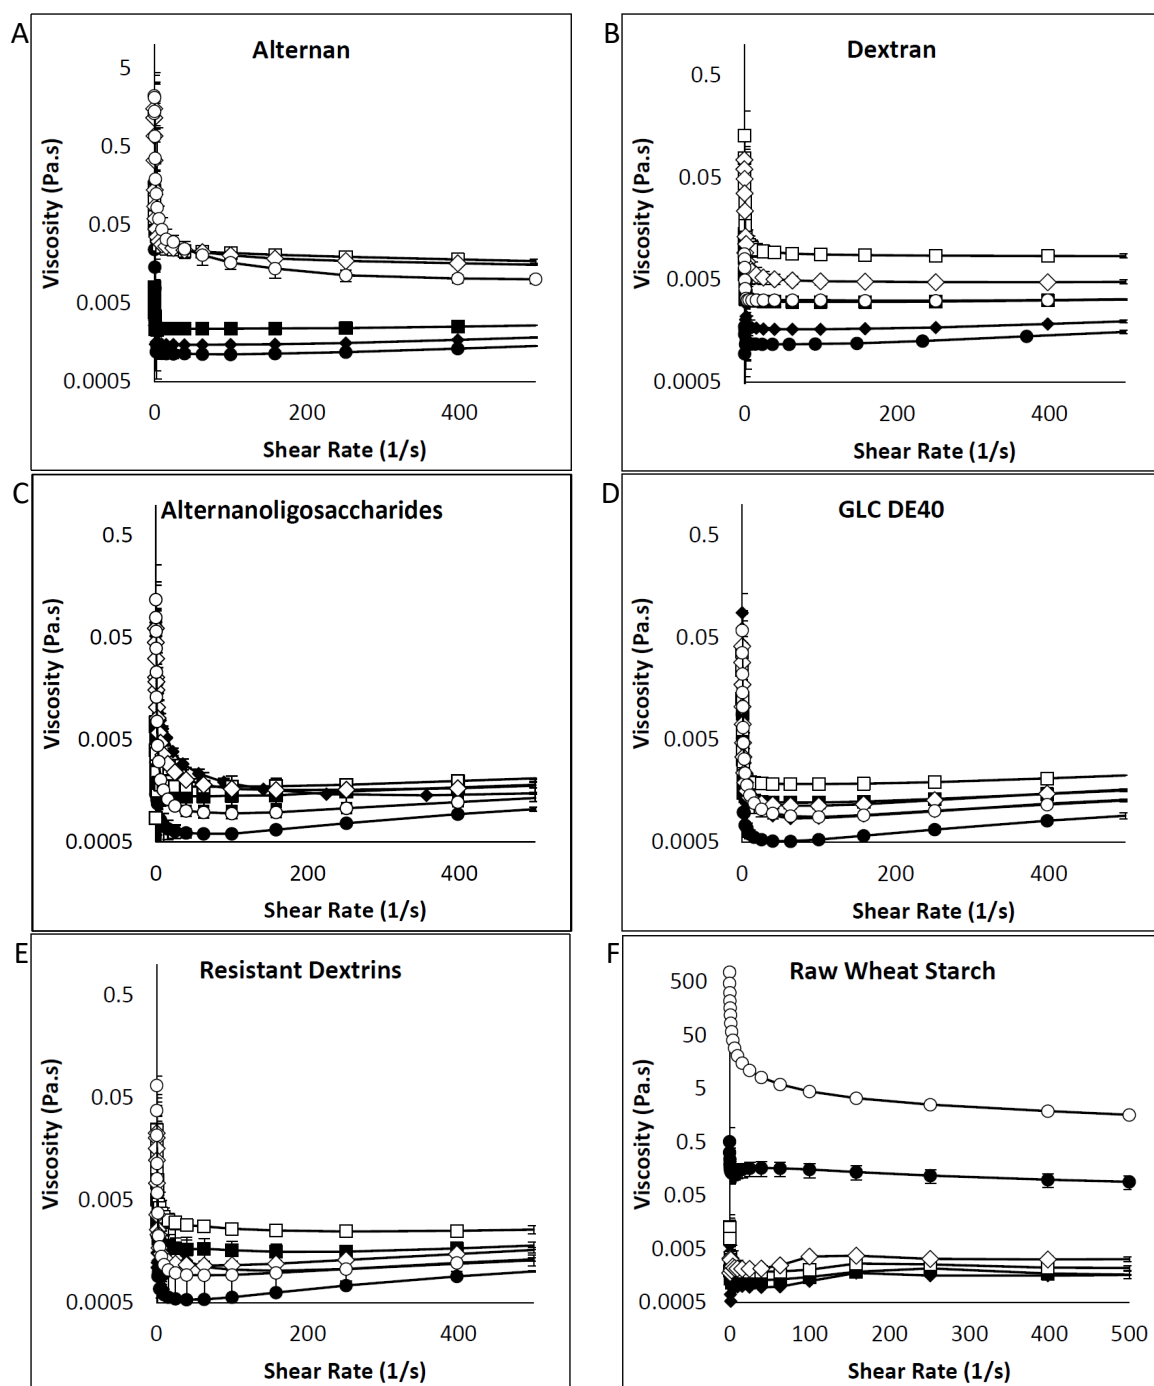 A
Alternan
Viscosity (Pa.s)
5
0.5
0.05
0.005
0.0005
0
200
400
Shear Rate (1/s)
B
Dextran
Viscosity (Pa.s)
0.5
0.05
0.005
0.0005
0
200
400
Shear Rate (1/s)
C
Alternanoligosaccharides
Viscosity (Pa.s)
0.5
0.05
0.005
0.0005
0
200
400
Shear Rate (1/s)
D
GLC DE40
Viscosity (Pa.s)
0.5
0.05
0.005
0.0005
0
200
400
Shear Rate (1/s)
E
Resistant Dextrins
Viscosity (Pa.s)
0.5
0.05
0.005
0.0005
0
200
400
Shear Rate (1/s)
F
Raw Wheat Starch
Viscosity (Pa.s)
500
50
5
0.5
0.05
0.005
0.0005
0 100 200 300 400 500
Shear Rate (1/s)